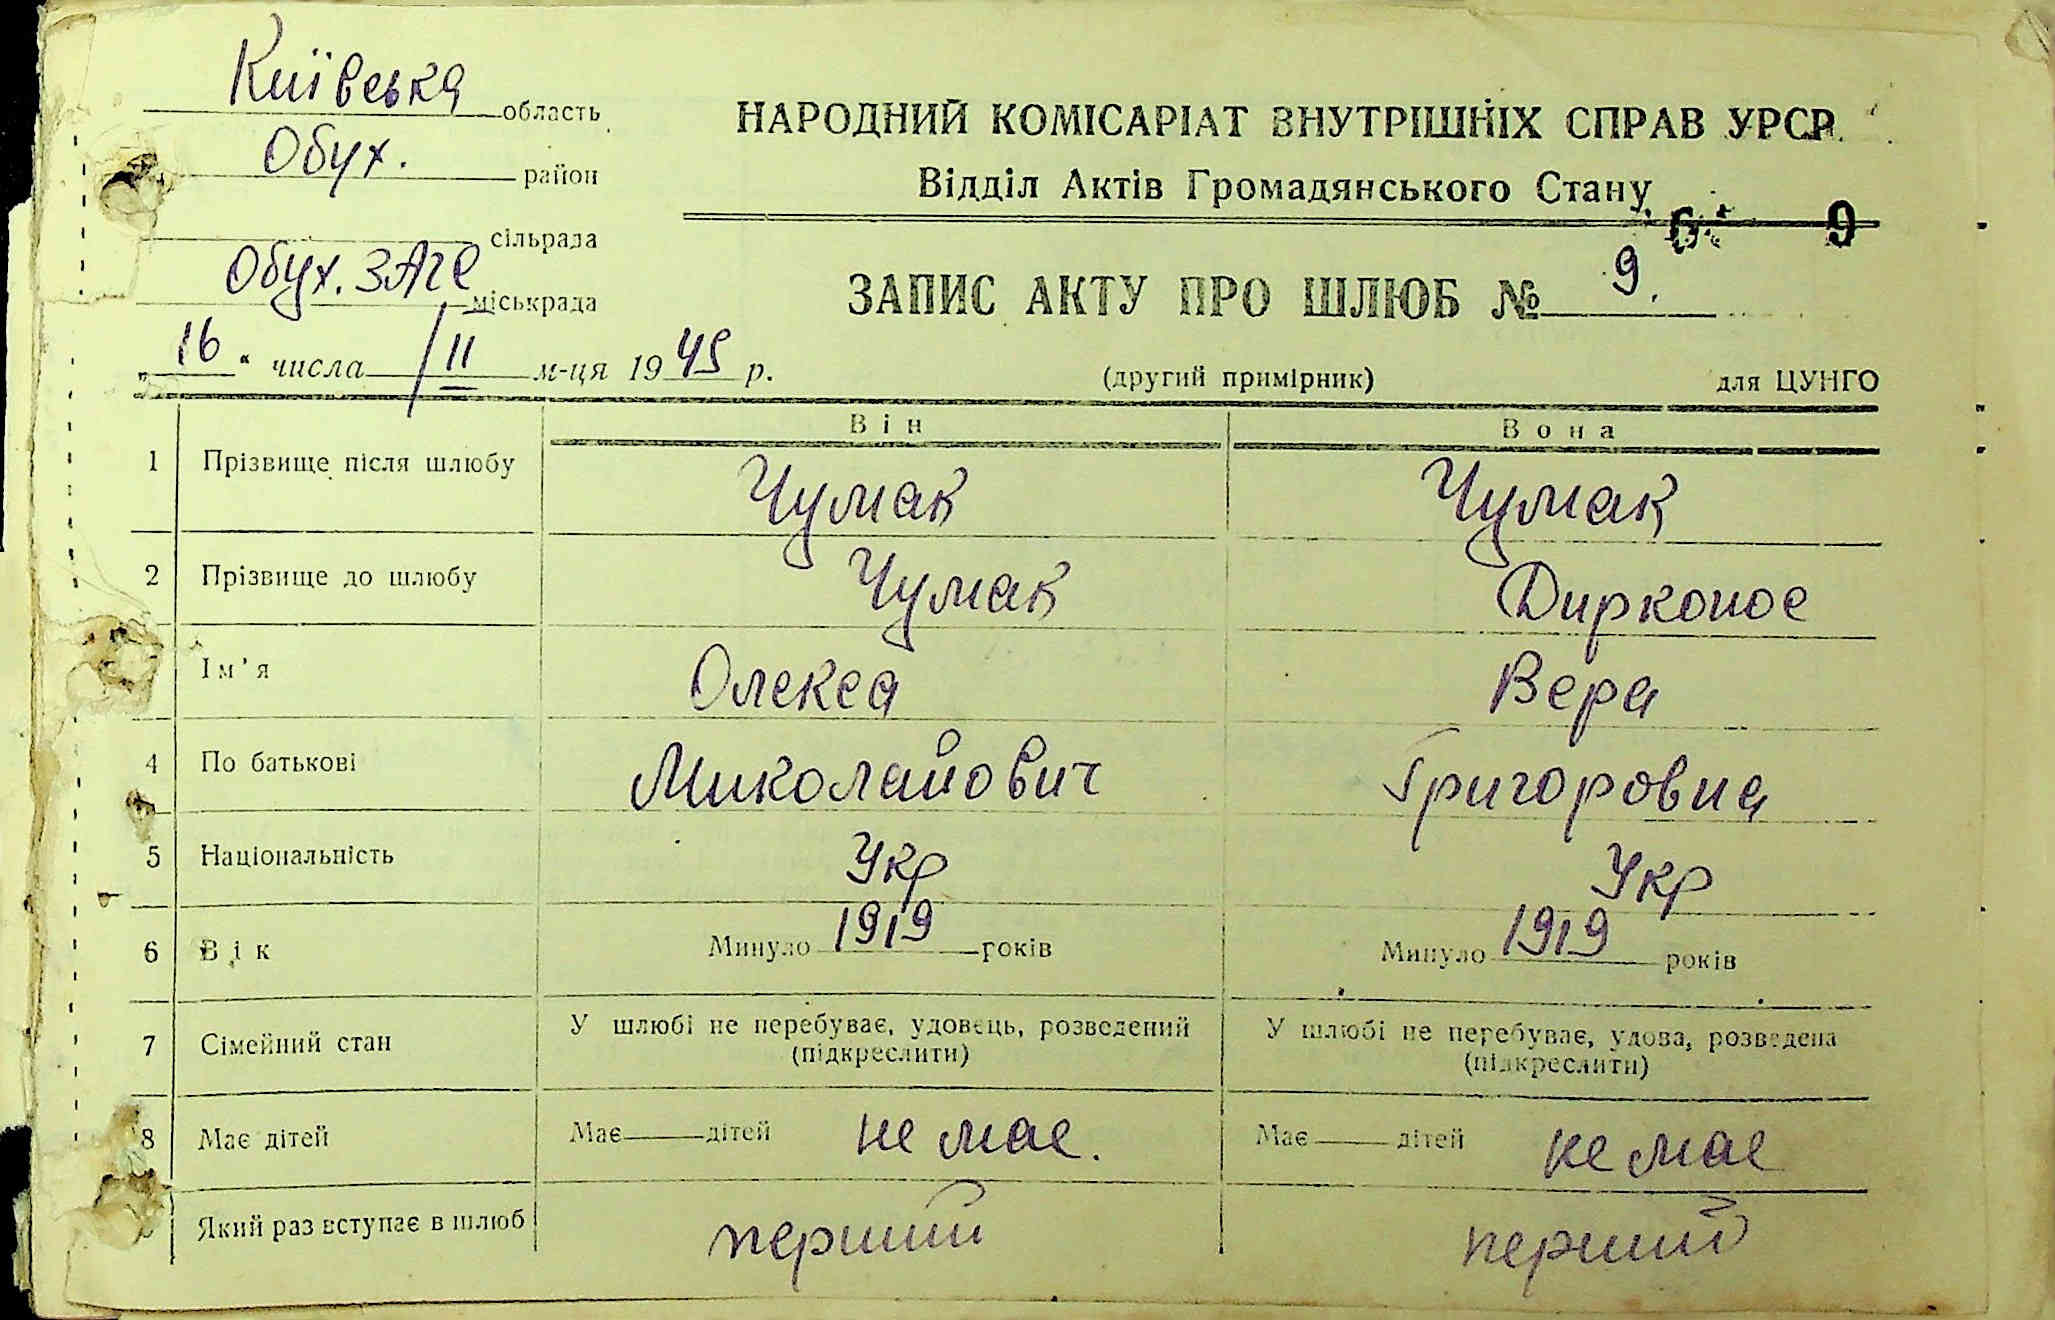 Київська область
Обух. район
сільрада
Обух. ЗАГС міськрада
„16“ числа / II м-ця 1945 р.
НАРОДНИЙ КОМІСАРІАТ ВНУТРІШНІХ СПРАВ УРСР.
Відділ Актів Громадянського Стану
9
ЗАПИС АКТУ ПРО ШЛЮБ № 9.
(другий примірник) для ЦУНГО
Він Вона
1 Прізвище після шлюбу Чумак Чумак
2 Прізвище до шлюбу Чумак Дирконос
Ім'я Олекса Вера
4 По батькові Миколайович Григоровна
5 Національність Укр Укр
6 Вік Минуло 1919 років Минуло 1919 років
7 Сімейний стан У шлюбі не перебуває, удовець, розведений У шлюбі не перебуває, удова, розведена
(підкреслити) (підкреслити)
8 Має дітей Має дітей не має. Має дітей не має
Який раз вступає в шлюб перший перший